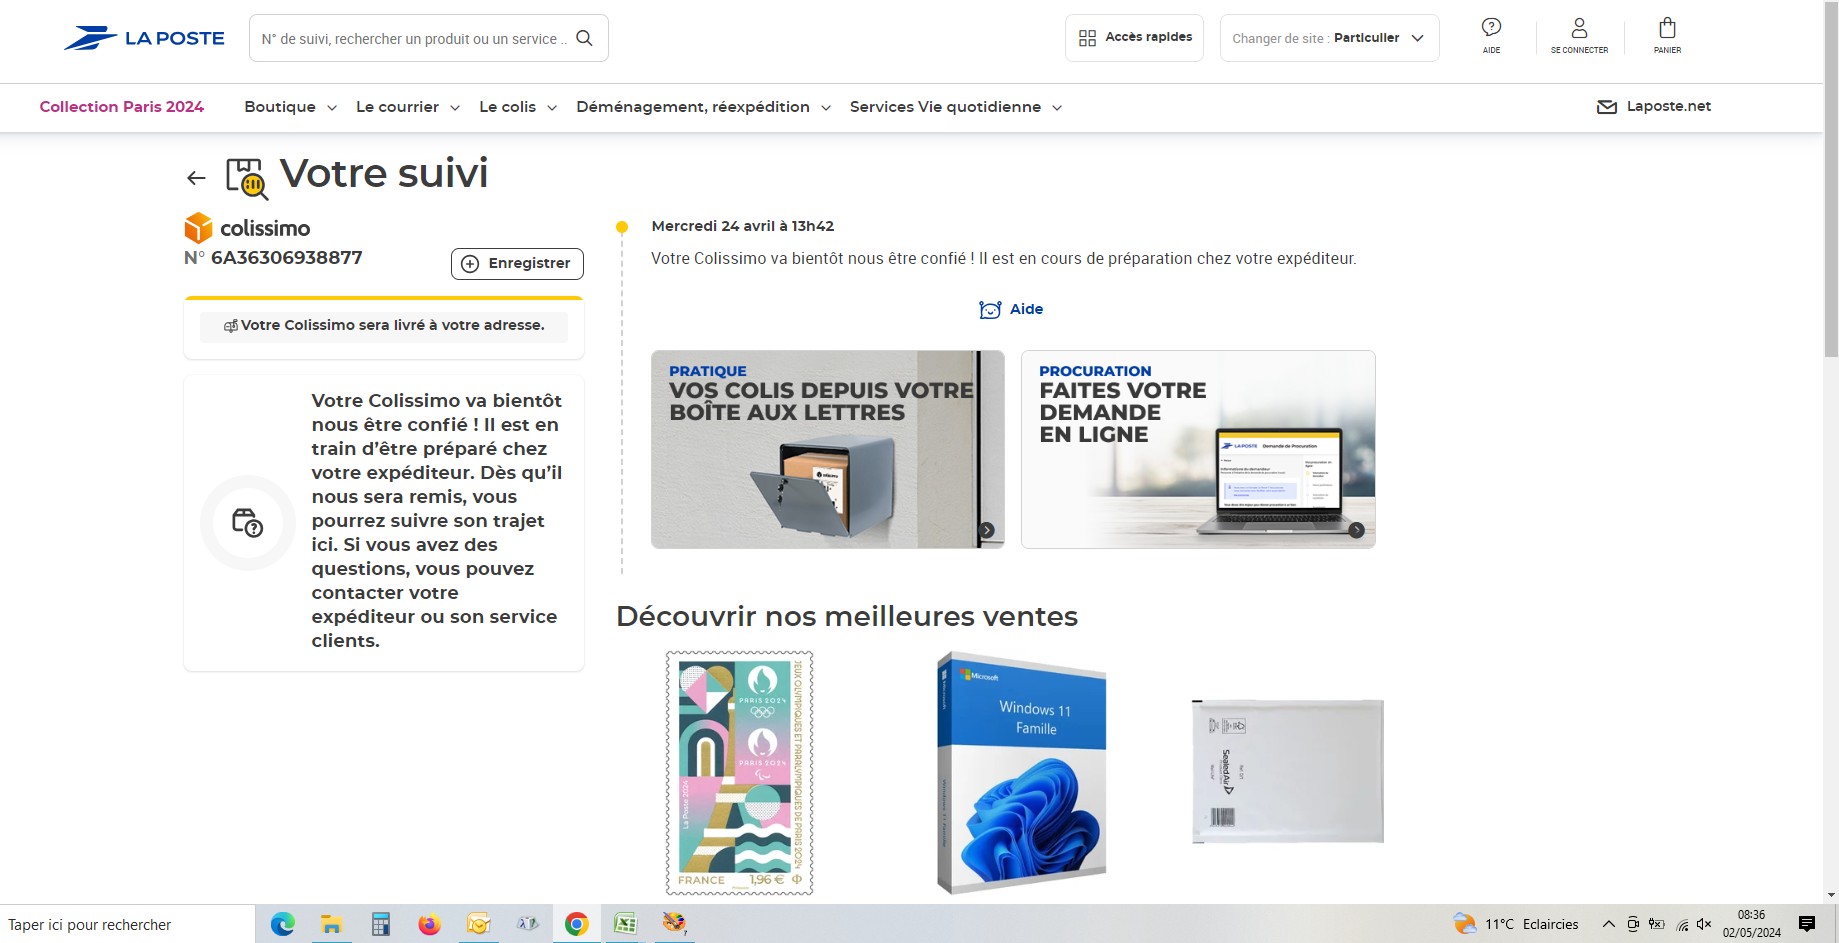 LA POSTE
N° de suivi, rechercher un produit ou un service ..
Accès rapides
Changer de site : Particulier
AIDE
SE CONNECTER
PANIER
Collection Paris 2024
Boutique
Le courrier
Le colis
Déménagement, réexpédition
Services Vie quotidienne
Laposte.net
Votre suivi
colissimo
N° 6A36306938877
Enregistrer
Votre Colissimo sera livré à votre adresse.
Votre Colissimo va bientôt
nous être confié ! Il est en
train d’être préparé chez
votre expéditeur. Dès qu’il
nous sera remis, vous
pourrez suivre son trajet
ici. Si vous avez des
questions, vous pouvez
contacter votre
expéditeur ou son service
clients.
Mercredi 24 avril à 13h42
Votre Colissimo va bientôt nous être confié ! Il est en cours de préparation chez votre expéditeur.
Aide
PRATIQUE
VOS COLIS DEPUIS VOTRE
BOÎTE AUX LETTRES
PROCURATION
FAITES VOTRE
DEMANDE
EN LIGNE
LA POSTE Demande de Procuration
Découvrir nos meilleures ventes
PARIS 2024
PARIS 2024
JEUX OLYMPIQUES ET PARALYMPIQUES DE PARIS 2024
La Poste 2024
FRANCE 1,96 €
Microsoft
Windows 11
Famille
SealedAir
Taper ici pour rechercher
11°C Eclaircies
08:36
02/05/2024